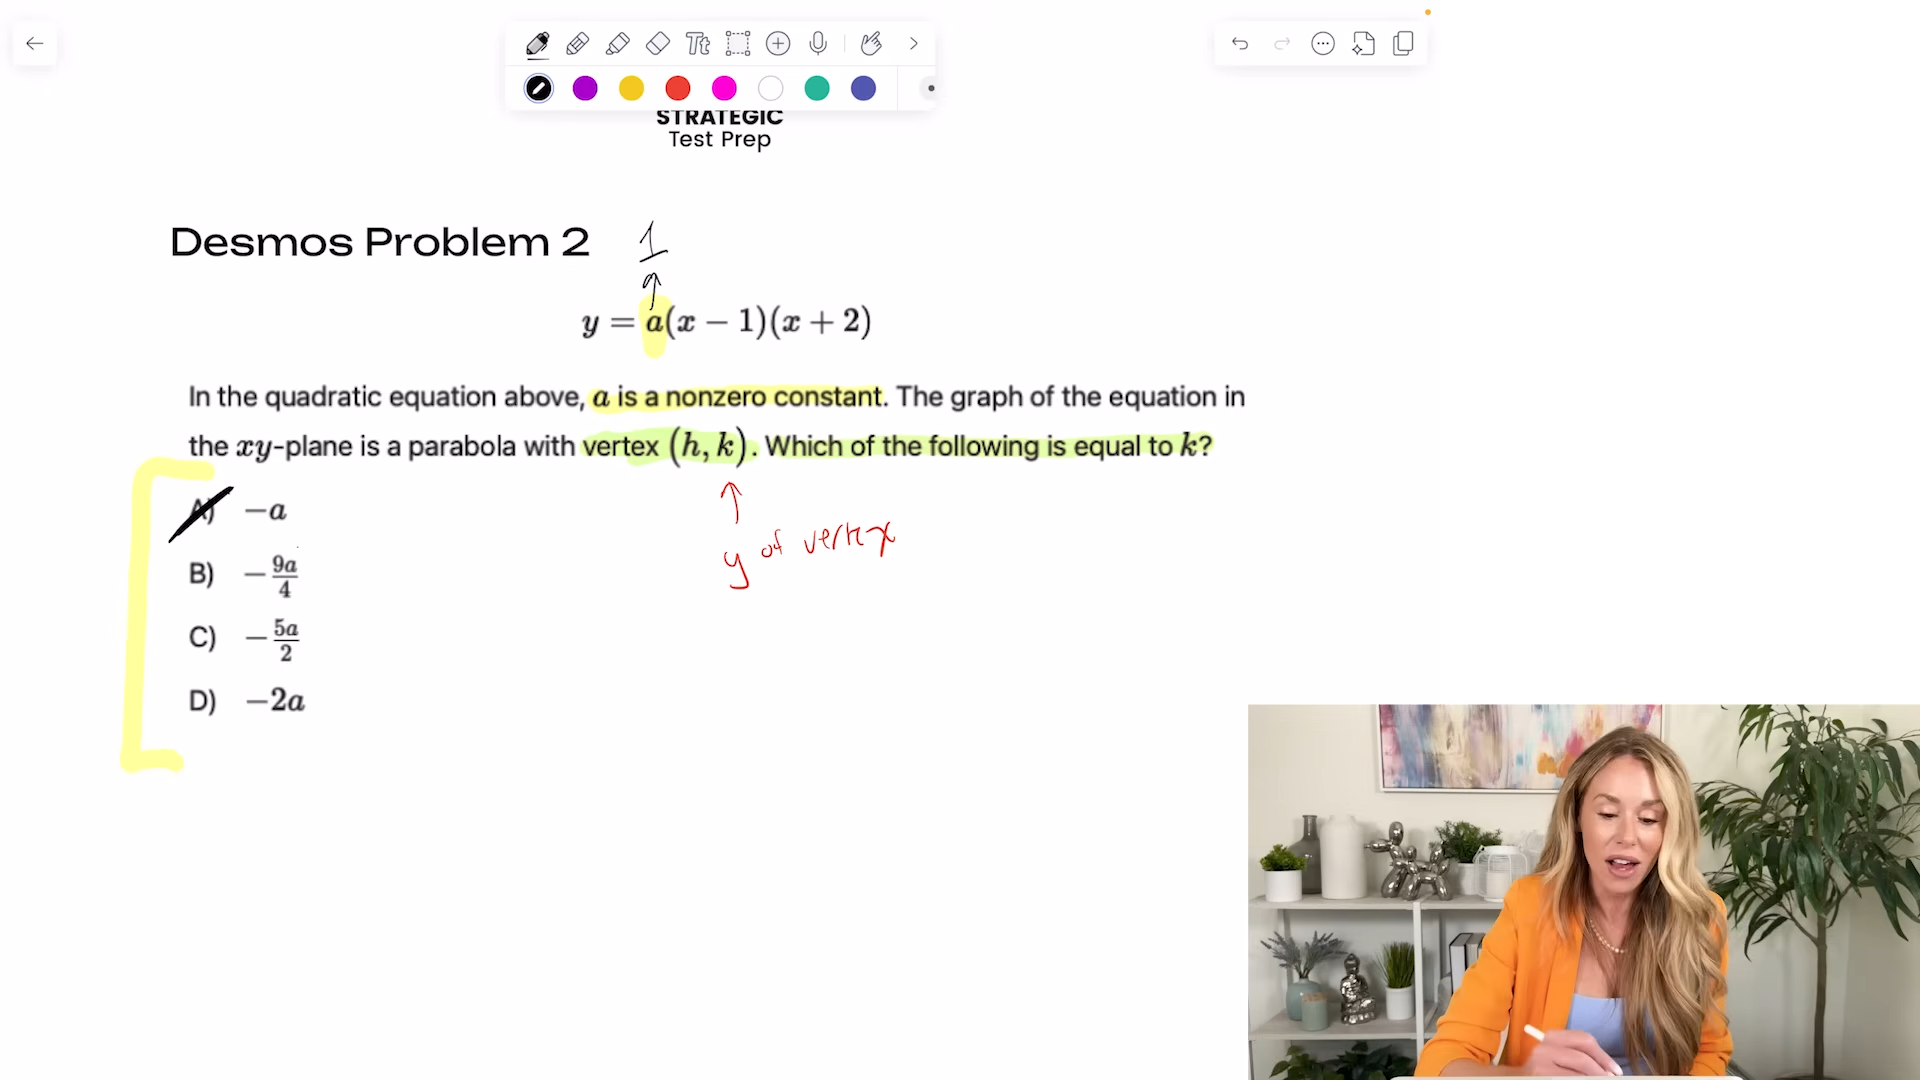 Tt
STRATEGIC
Test Prep
Desmos Problem 2
1
y = a(x − 1)(x + 2)
In the quadratic equation above, a is a nonzero constant. The graph of the equation in
the xy-plane is a parabola with vertex (h, k). Which of the following is equal to k?
A) −a
y of vertex
B) −9a/4
C) −5a/2
D) −2a